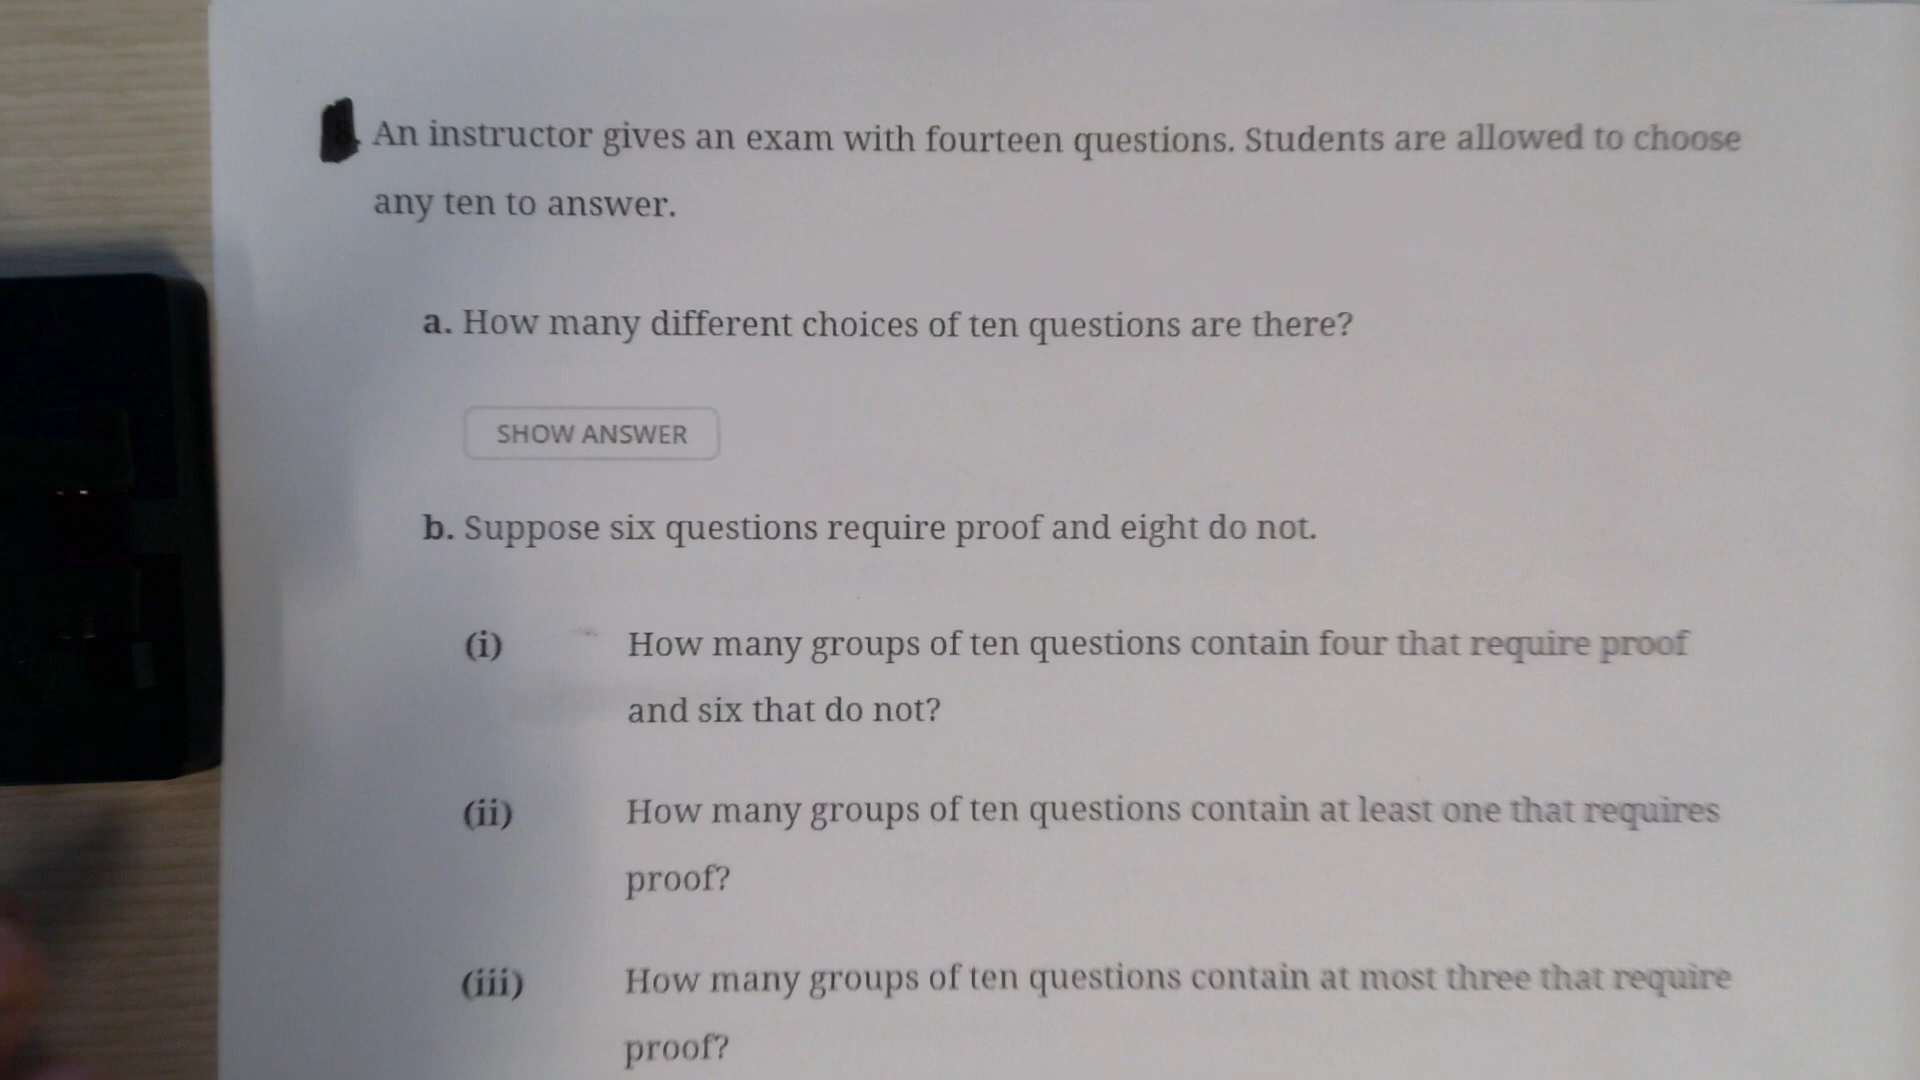 An instructor gives an exam with fourteen questions. Students are allowed to choose
any ten to answer.
a. How many different choices of ten questions are there?
SHOW ANSWER
b. Suppose six questions require proof and eight do not.
(i) How many groups of ten questions contain four that require proof
and six that do not?
(ii) How many groups of ten questions contain at least one that requires
proof?
(iii) How many groups of ten questions contain at most three that require
proof?